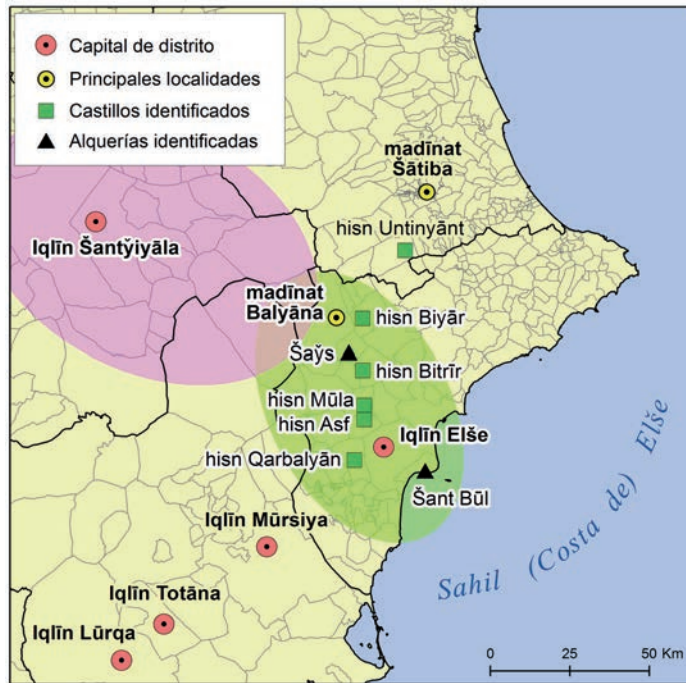 Capital de distrito
Principales localidades
Castillos identificados
Alquerías identificadas
madīnat
Šātiba
hisn Untinyānt
Iqlīn Šantŷiyāla
madīnat
Balyāna
hisn Biyār
Šaŷs
hisn Bitrīr
hisn Mūla
hisn Asf
Iqlīn Elše
hisn Qarbalyān
Šant Būl
Iqlīn Mūrsiya
Sahil (Costa de) Elše
Iqlīn Totāna
Iqlīn Lūrqa
0 25 50 Km